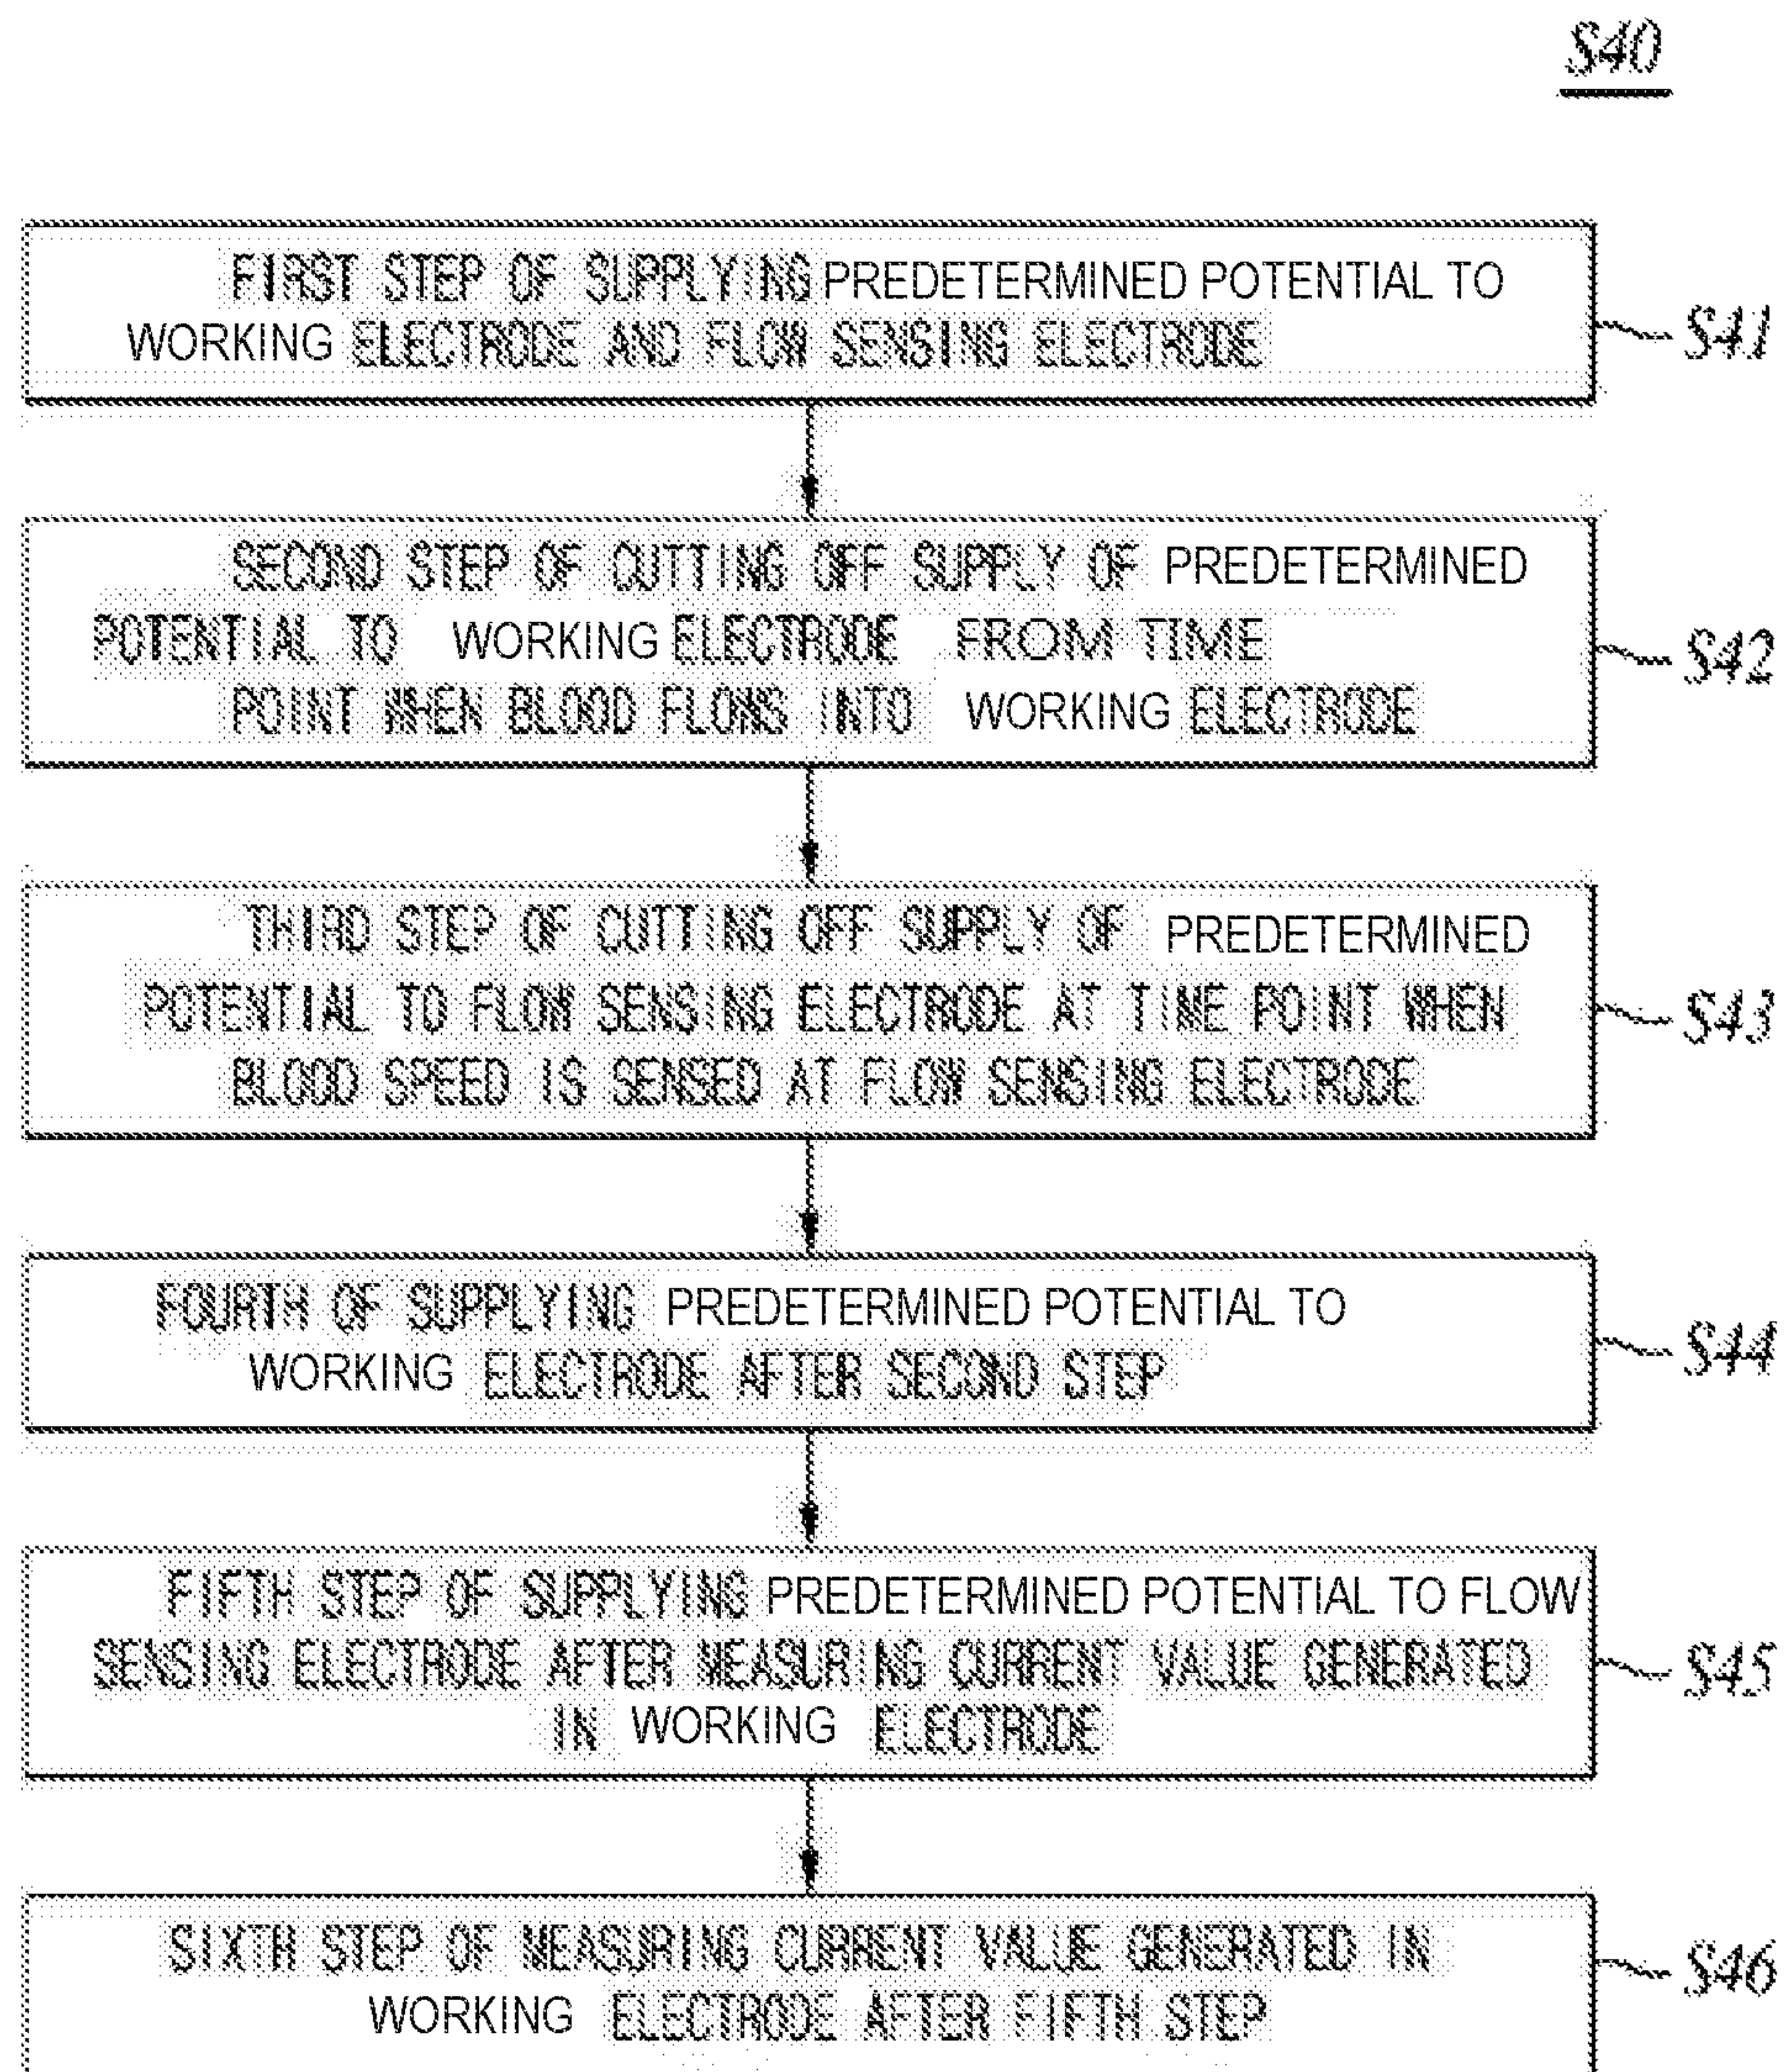 S40
FIRST STEP OF SUPPLYING PREDETERMINED POTENTIAL TO
WORKING ELECTRODE AND FLOW SENSING ELECTRODE
S41
SECOND STEP OF CUTTING OFF SUPPLY OF PREDETERMINED
POTENTIAL TO WORKING ELECTRODE FROM TIME
POINT WHEN BLOOD FLOWS INTO WORKING ELECTRODE
S42
THIRD STEP OF CUTTING OFF SUPPLY OF PREDETERMINED
POTENTIAL TO FLOW SENSING ELECTRODE AT TIME POINT WHEN
BLOOD SPEED IS SENSED AT FLOW SENSING ELECTRODE
S43
FOURTH OF SUPPLYING PREDETERMINED POTENTIAL TO
WORKING ELECTRODE AFTER SECOND STEP
S44
FIFTH STEP OF SUPPLYING PREDETERMINED POTENTIAL TO FLOW
SENSING ELECTRODE AFTER MEASURING CURRENT VALUE GENERATED
IN WORKING ELECTRODE
S45
SIXTH STEP OF MEASURING CURRENT VALUE GENERATED IN
WORKING ELECTRODE AFTER FIFTH STEP
S46